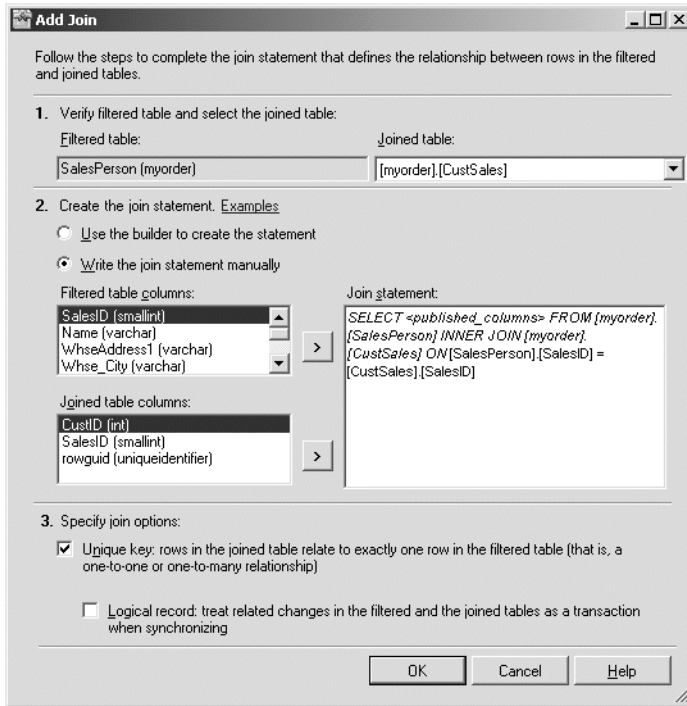 Add Join
Follow the steps to complete the join statement that defines the relationship between rows in the filtered
and joined tables.
1. Verify filtered table and select the joined table:
Filtered table:
Joined table:
SalesPerson (myorder)
[myorder].[CustSales]
2. Create the join statement. Examples
Use the builder to create the statement
Write the join statement manually
Filtered table columns:
SalesID (smallint)
Name (varchar)
WhseAddress1 (varchar)
Whse_City (varchar)
>
Joined table columns:
CustID (int)
SalesID (smallint)
rowguid (uniqueidentifier)
>
Join statement:
SELECT <published_columns> FROM [myorder].
[SalesPerson] INNER JOIN [myorder].
[CustSales] ON [SalesPerson].[SalesID] =
[CustSales].[SalesID]
3. Specify join options:
Unique key: rows in the joined table relate to exactly one row in the filtered table (that is, a
one-to-one or one-to-many relationship)
Logical record: treat related changes in the filtered and the joined tables as a transaction
when synchronizing
OK
Cancel
Help